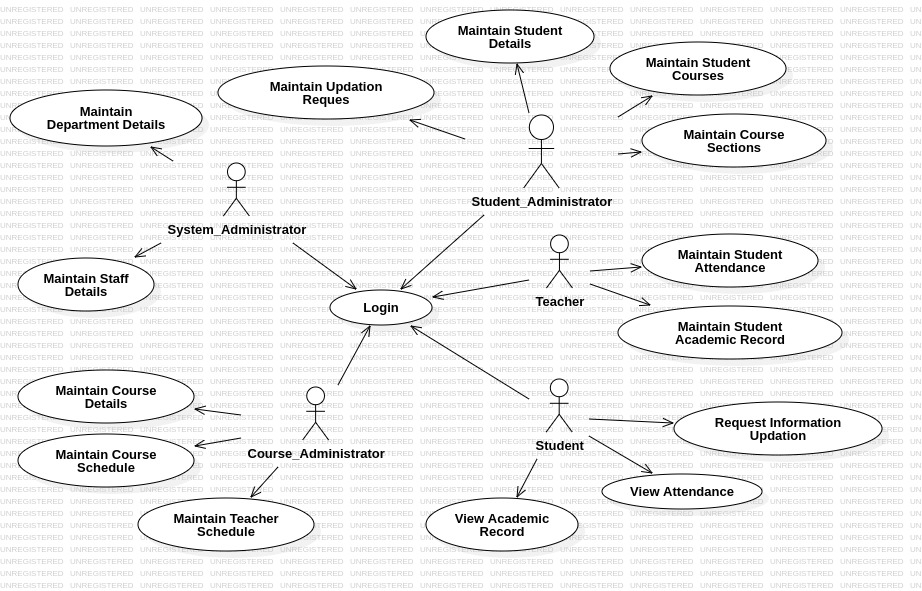 Maintain Student
Details
Maintain Student
Courses
Maintain Updation
Reques
Maintain
Department Details
Maintain Course
Sections
Student_Administrator
System_Administrator
Maintain Student
Attendance
Maintain Staff
Details
Teacher
Login
Maintain Student
Academic Record
Maintain Course
Details
Request Information
Updation
Student
Course_Administrator
Maintain Course
Schedule
View Attendance
Maintain Teacher
Schedule
View Academic
Record
UNREGISTERED